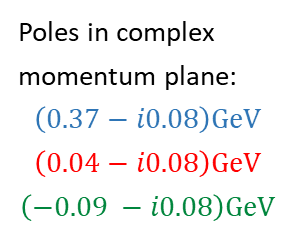 Poles in complex
momentum plane:
(0.37 − i0.08)GeV
(0.04 − i0.08)GeV
(−0.09 − i0.08)GeV